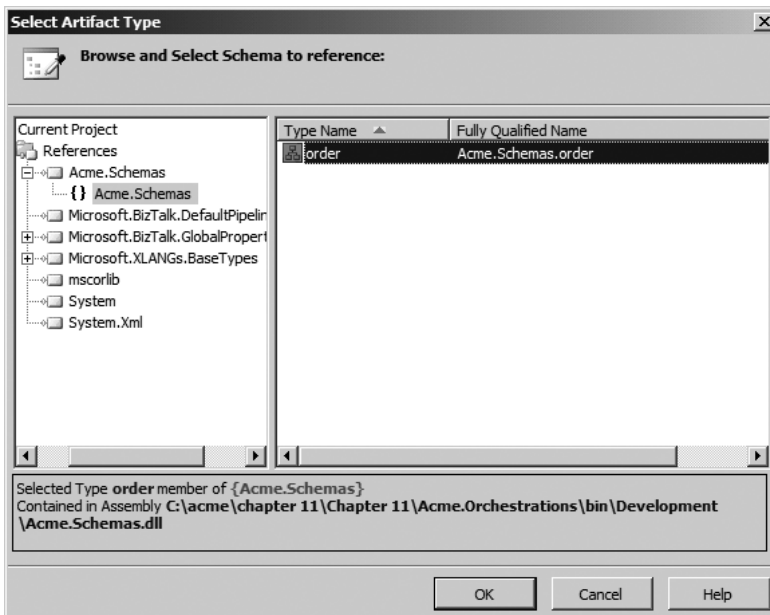 Select Artifact Type
Browse and Select Schema to reference:
Current Project
References
Acme.Schemas
{} Acme.Schemas
Microsoft.BizTalk.DefaultPipelin
Microsoft.BizTalk.GlobalPropert
Microsoft.XLANGs.BaseTypes
mscorlib
System
System.Xml
Type Name Fully Qualified Name
order Acme.Schemas.order
Selected Type order member of {Acme.Schemas}
Contained in Assembly C:\acme\chapter 11\Chapter 11\Acme.Orchestrations\bin\Development
\Acme.Schemas.dll
OK Cancel Help